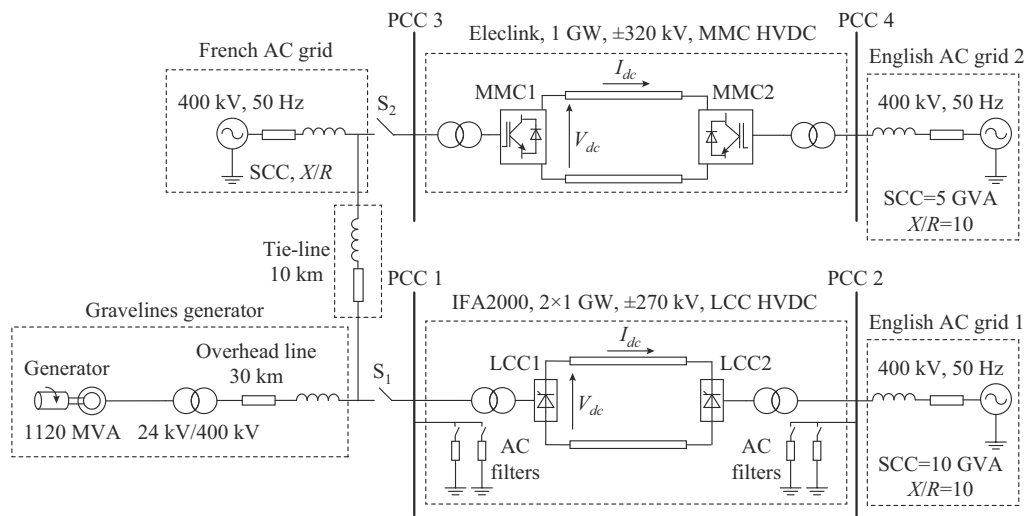 PCC 3
PCC 4
Eleclink, 1 GW, ±320 kV, MMC HVDC
French AC grid
English AC grid 2
400 kV, 50 Hz
S2
MMC1
Idc
MMC2
400 kV, 50 Hz
Vdc
SCC, X/R
SCC=5 GVA
X/R=10
Tie-line
10 km
PCC 1
PCC 2
IFA2000, 2×1 GW, ±270 kV, LCC HVDC
Gravelines generator
English AC grid 1
Generator
Overhead line
30 km
S1
LCC1
Idc
LCC2
400 kV, 50 Hz
Vdc
1120 MVA
24 kV/400 kV
AC
filters
AC
filters
SCC=10 GVA
X/R=10